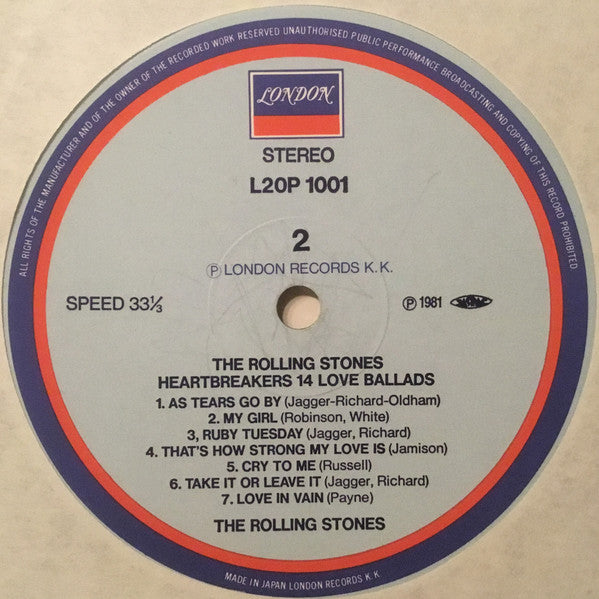 ALL RIGHTS OF THE MANUFACTURER AND OF THE OWNER OF THE RECORDED WORK RESERVED UNAUTHORISED PUBLIC PERFORMANCE BROADCASTING AND COPYING OF THIS RECORD PROHIBITED
LONDON
STEREO
L20P 1001
2
Ⓟ LONDON RECORDS K.K.
SPEED 33⅓
Ⓟ 1981
THE ROLLING STONES
HEARTBREAKERS 14 LOVE BALLADS
1. AS TEARS GO BY (Jagger-Richard-Oldham)
2. MY GIRL (Robinson, White)
3, RUBY TUESDAY (Jagger, Richard)
4. THAT'S HOW STRONG MY LOVE IS (Jamison)
5. CRY TO ME (Russell)
6. TAKE IT OR LEAVE IT (Jagger, Richard)
7. LOVE IN VAIN (Payne)
THE ROLLING STONES
MADE IN JAPAN LONDON RECORDS K.K